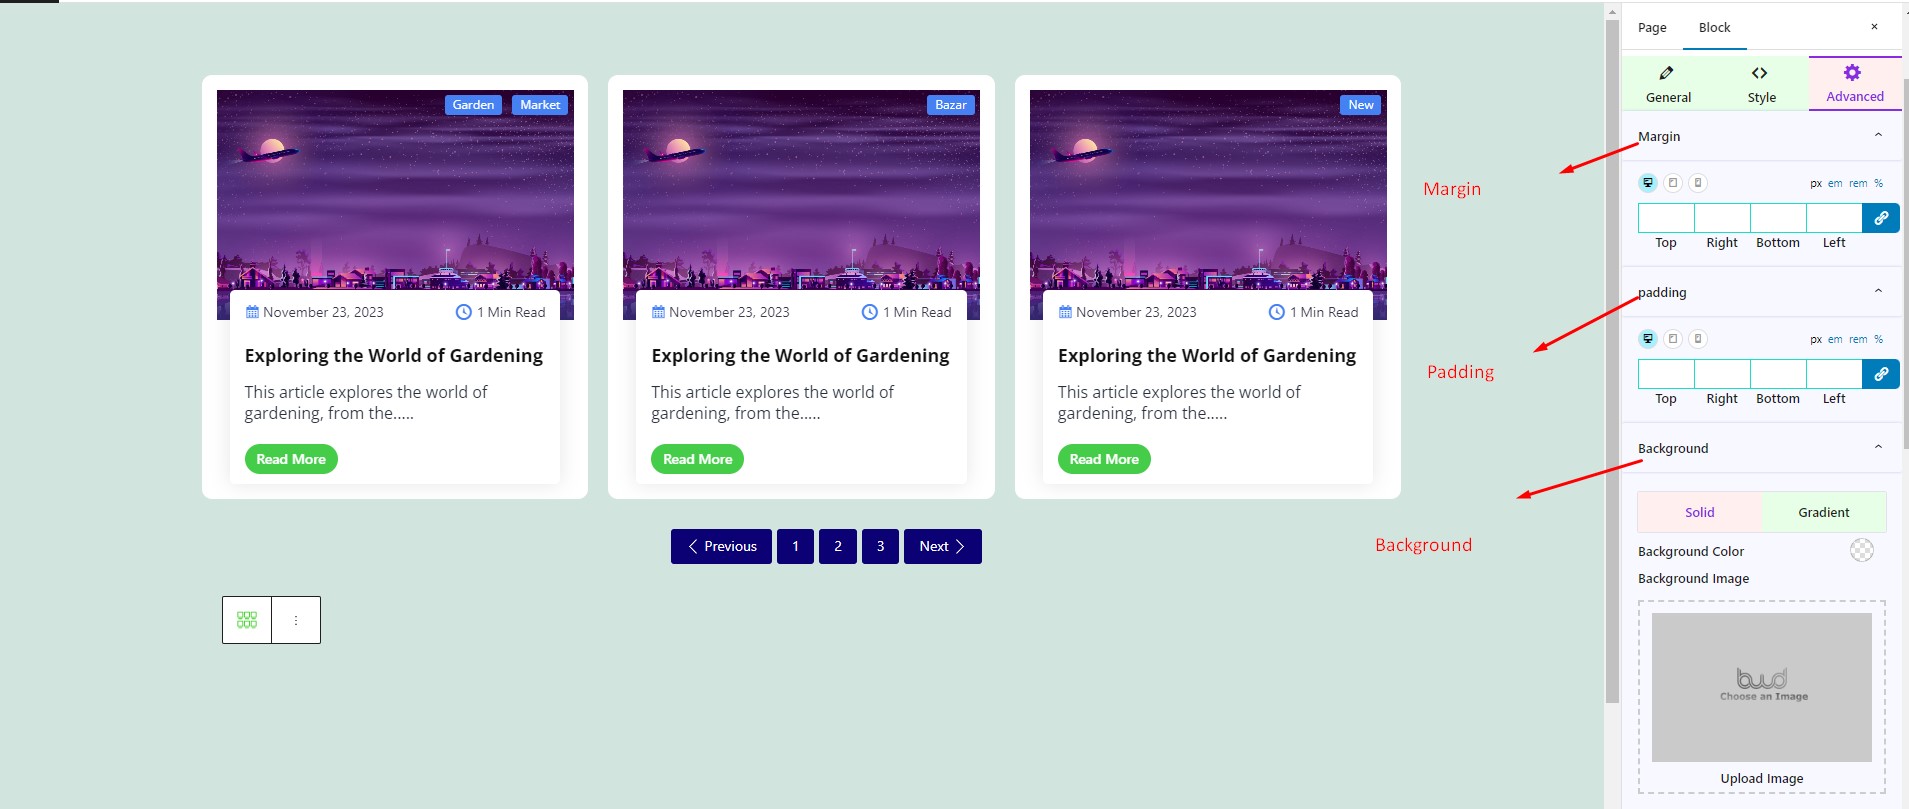 Garden Market
November 23, 2023 1 Min Read
Exploring the World of Gardening
This article explores the world of
gardening, from the.....
Read More
Bazar
November 23, 2023 1 Min Read
Exploring the World of Gardening
This article explores the world of
gardening, from the.....
Read More
New
November 23, 2023 1 Min Read
Exploring the World of Gardening
This article explores the world of
gardening, from the.....
Read More
Previous 1 2 3 Next
Margin
Padding
Background
Page Block
General Style Advanced
Margin
px em rem %
Top Right Bottom Left
padding
px em rem %
Top Right Bottom Left
Background
Solid Gradient
Background Color
Background Image
Choose an Image
Upload Image